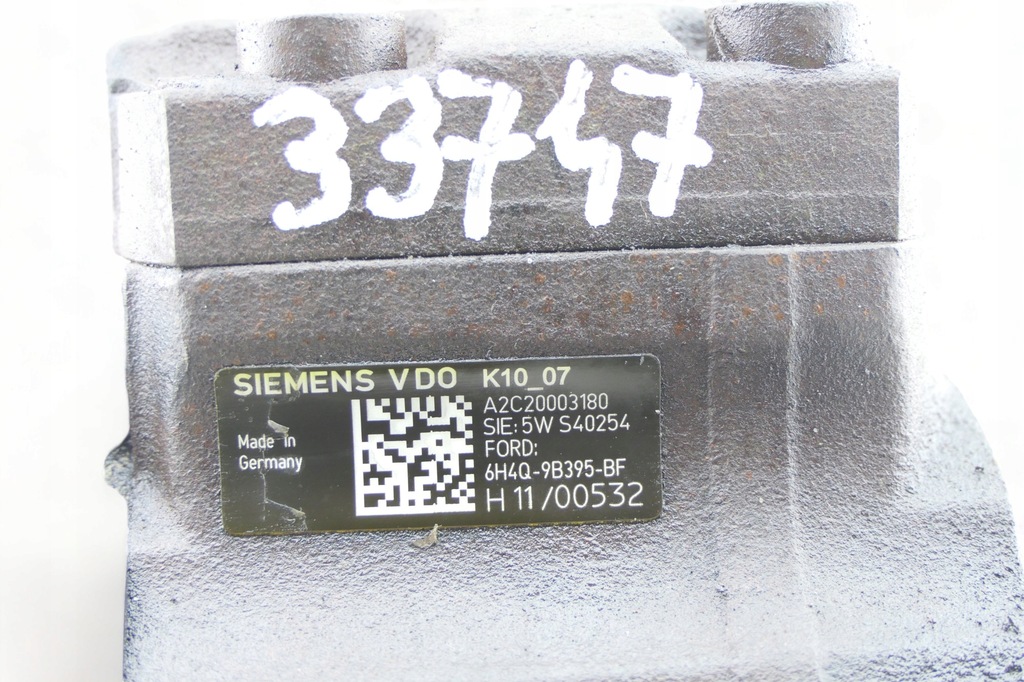 33747
SIEMENS VDO K10_07
A2C20003180
SIE: 5W S40254
Made in
Germany
FORD:
6H4Q-9B395-BF
H 11/00532